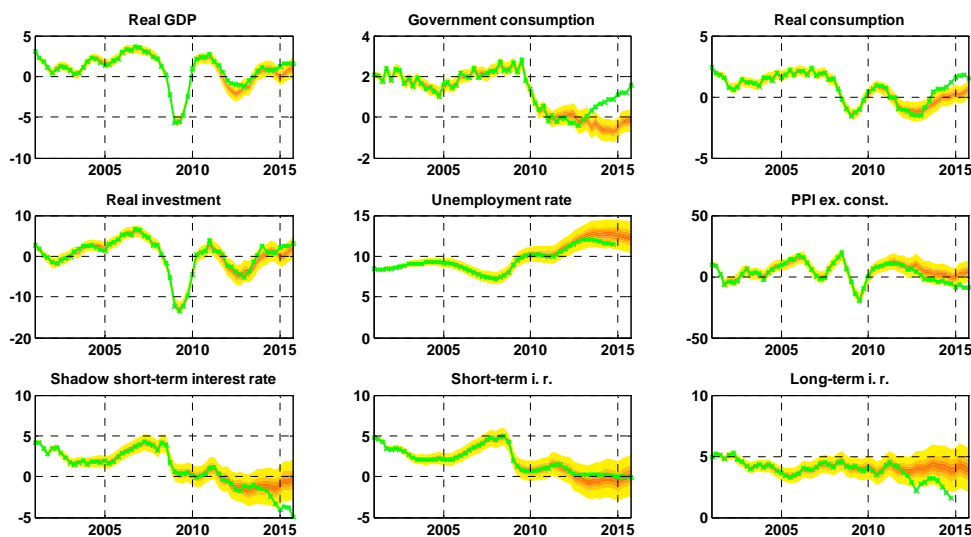 Real GDP Government consumption Real consumption
5 4 5
0 2 0
-5 0
-10 -2 -5
2005 2010 2015 2005 2010 2015 2005 2010 2015
Real investment Unemployment rate PPI ex. const.
10 15 50
0 10
-10 5 0
-20 0 -50
2005 2010 2015 2005 2010 2015 2005 2010 2015
Shadow short-term interest rate Short-term i. r. Long-term i. r.
10 10 10
5 5
0 0 5
-5 -5 0
2005 2010 2015 2005 2010 2015 2005 2010 2015